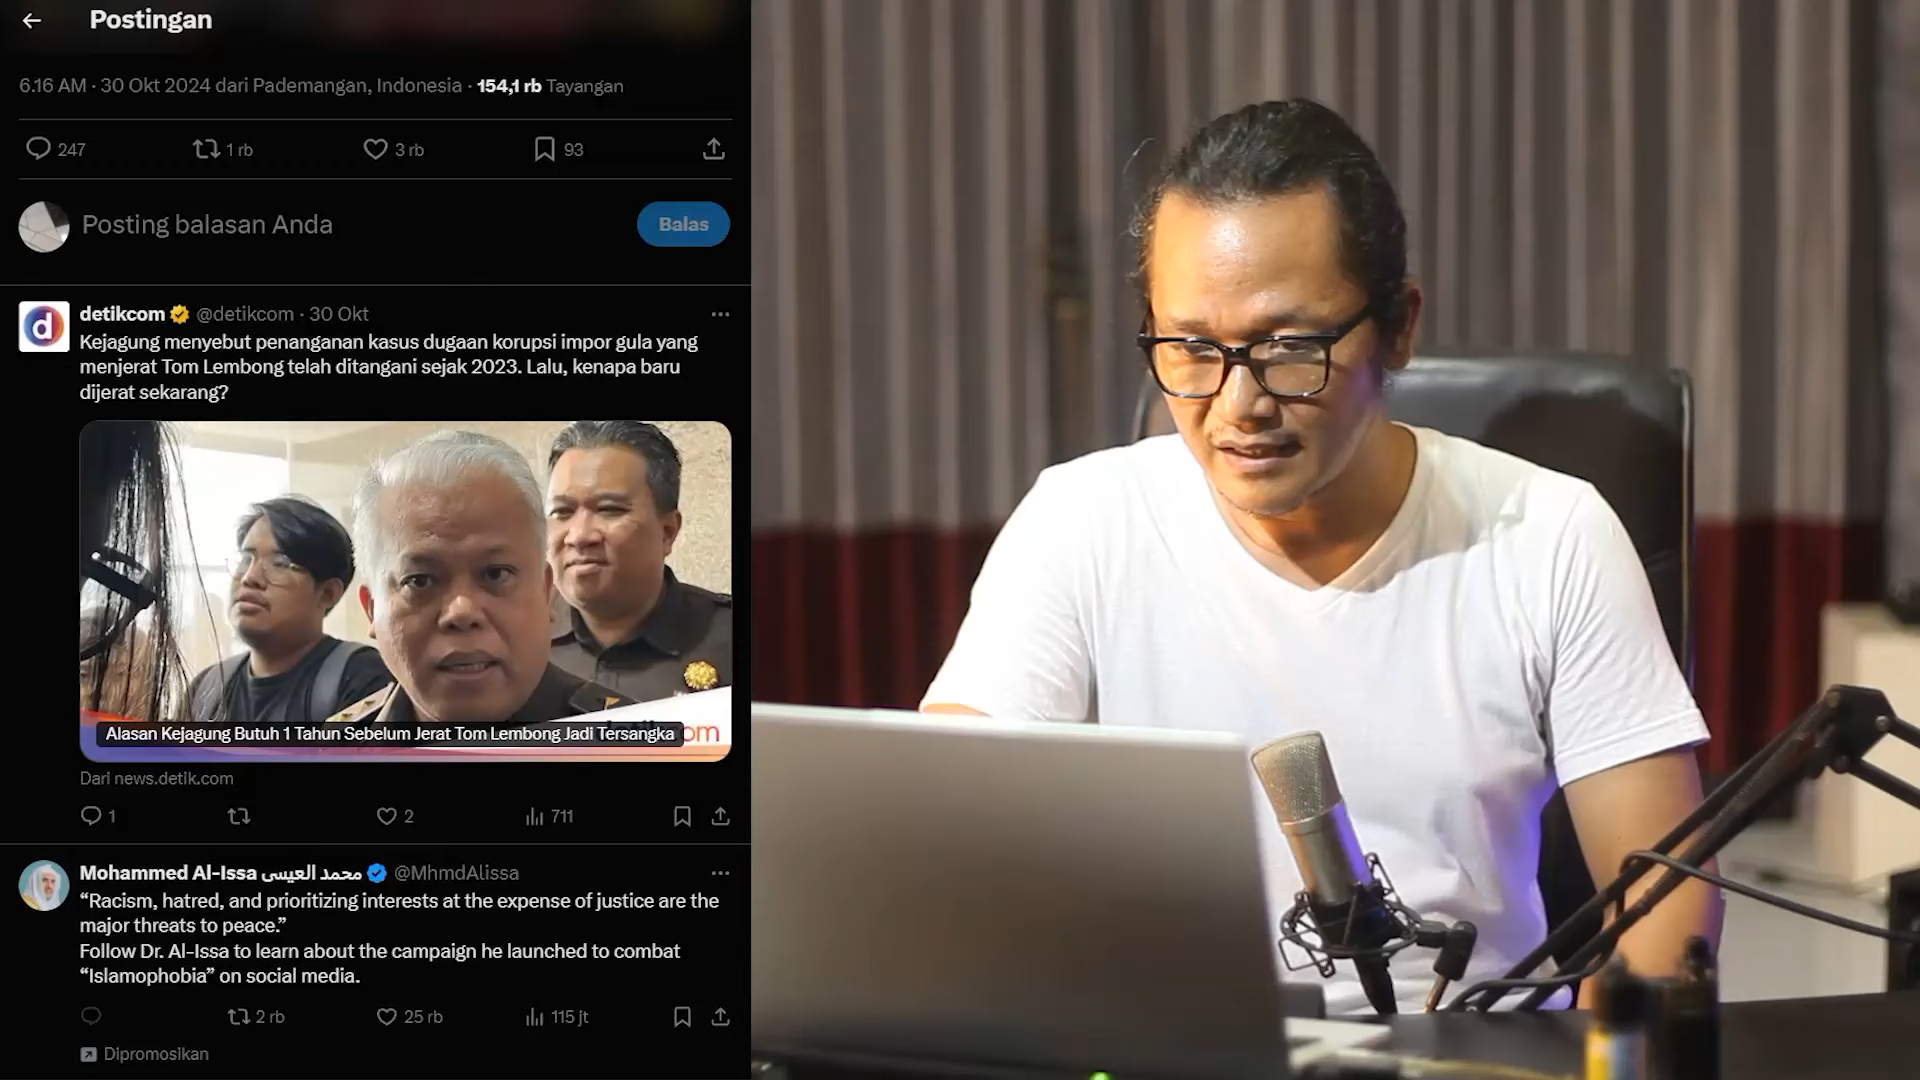 Postingan
6.16 AM · 30 Okt 2024 dari Pademangan, Indonesia · 154,1 rb Tayangan
247 1 rb 3 rb 93
Posting balasan Anda Balas
detikcom @detikcom · 30 Okt
Kejagung menyebut penanganan kasus dugaan korupsi impor gula yang
menjerat Tom Lembong telah ditangani sejak 2023. Lalu, kenapa baru
dijerat sekarang?
Alasan Kejagung Butuh 1 Tahun Sebelum Jerat Tom Lembong Jadi Tersangka
om
Dari news.detik.com
1 2 711
Mohammed Al-Issa محمد العيسى @MhmdAlissa
“Racism, hatred, and prioritizing interests at the expense of justice are the
major threats to peace.”
Follow Dr. Al-Issa to learn about the campaign he launched to combat
“Islamophobia” on social media.
2 rb 25 rb 115 jt
Dipromosikan